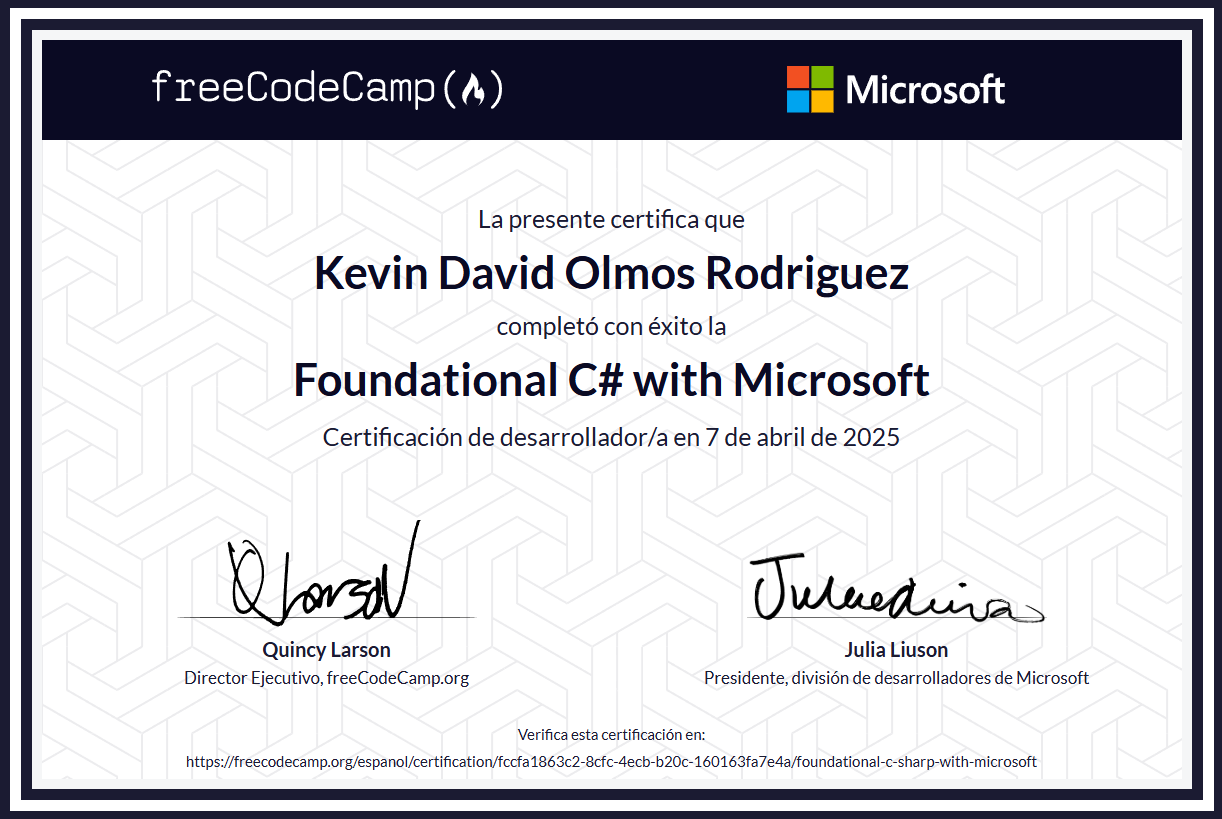 freeCodeCamp(🔥)
Microsoft
La presente certifica que
Kevin David Olmos Rodriguez
completó con éxito la
Foundational C# with Microsoft
Certificación de desarrollador/a en 7 de abril de 2025
Quincy Larson
Director Ejecutivo, freeCodeCamp.org
Julia Liuson
Presidente, división de desarrolladores de Microsoft
Verifica esta certificación en:
https://freecodecamp.org/espanol/certification/fccfa1863c2-8cfc-4ecb-b20c-160163fa7e4a/foundational-c-sharp-with-microsoft